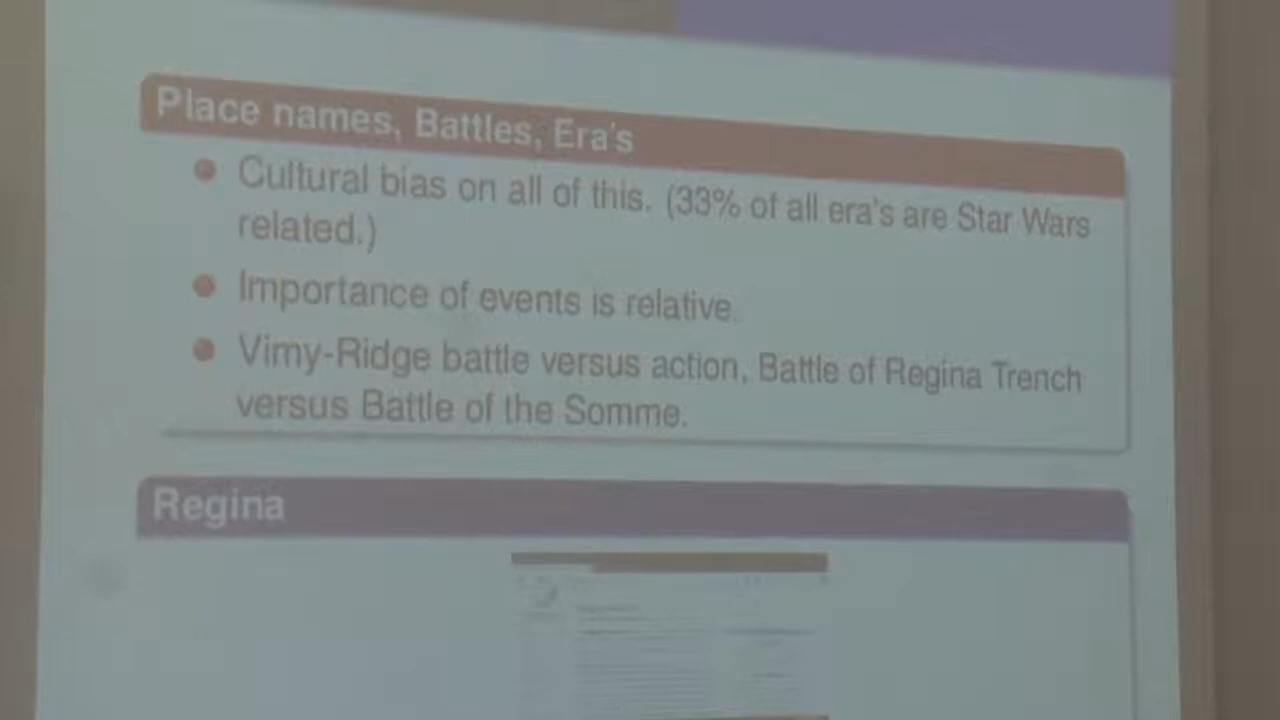 Place names, Battles, Era's
Cultural bias on all of this. (33% of all era's are Star Wars
related.)
Importance of events is relative.
Vimy-Ridge battle versus action, Battle of Regina Trench
versus Battle of the Somme.
Regina